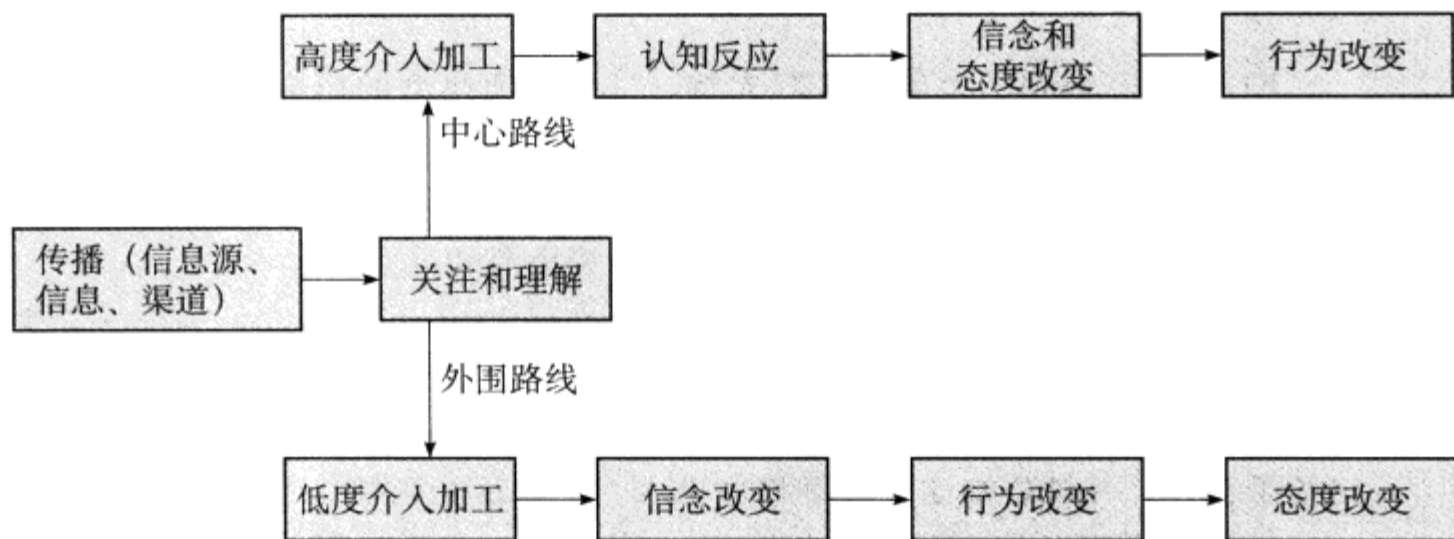 高度介入加工
认知反应
信念和
态度改变
行为改变
中心路线
传播（信息源、
信息、渠道）
关注和理解
外围路线
低度介入加工
信念改变
行为改变
态度改变